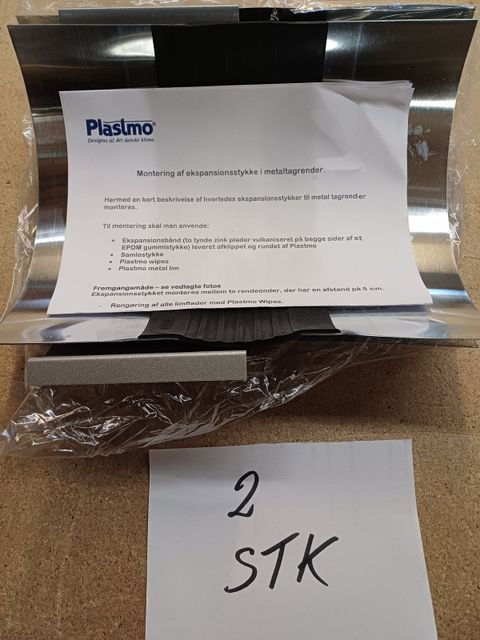 Plastmo®
Designet af det danske klima
Montering af ekspansionsstykke i metaltagrender.
Hermed en kort beskrivelse af hvorledes ekspansionsstykker til metal tagrender
monteres.
Til montering skal man anvende:
• Ekspansionsbånd (to tynde zink plader vulkaniseret på begge sider af et
EPDM gummistykke) leveret afklippet og rundet af Plastmo
• Samlestykke
• Plastmo wipes
• Plastmo metal lim
Fremgangsmåde – se vedlagte fotos
Ekspansionsstykket monteres mellem to rendeender, der har en afstand på 5 cm.
- Rengøring af alle limflader med Plastmo Wipes.
2
STK